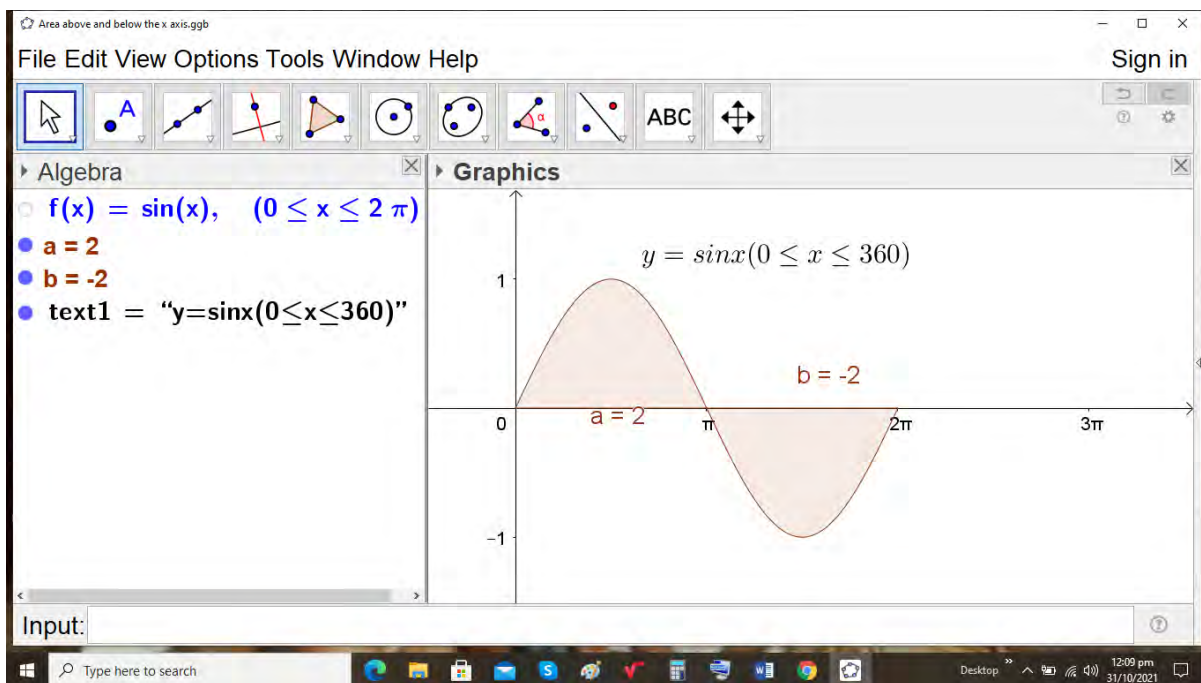 Area above and below the x axis.ggb
File Edit View Options Tools Window Help
Sign in
A
α
ABC
Algebra
Graphics
f(x) = sin(x), (0 ≤ x ≤ 2 π)
a = 2
b = -2
text1 = “y=sinx(0≤x≤360)”
y = sinx(0 ≤ x ≤ 360)
1
b = -2
0
a = 2
π
2π
3π
−1
Input:
Type here to search
Desktop
12:09 pm
31/10/2021